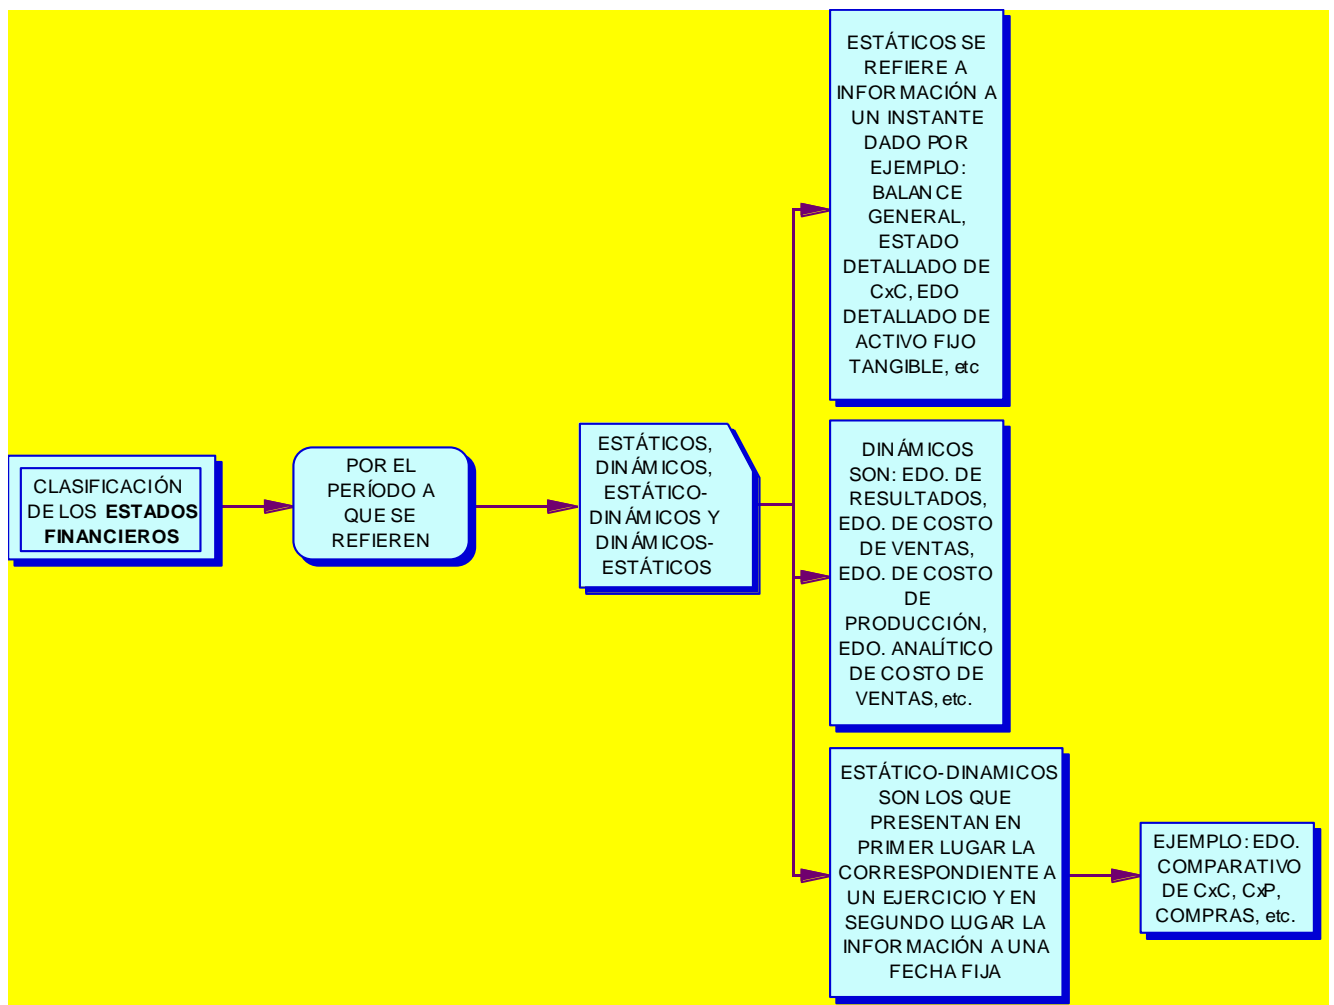 CLASIFICACIÓN
DE LOS ESTADOS
FINANCIEROS
POR EL
PERÍODO A
QUE SE
REFIEREN
ESTÁTICOS,
DINÁMICOS,
ESTÁTICO-
DINÁMICOS Y
DINÁMICOS-
ESTÁTICOS
ESTÁTICOS SE
REFIERE A
INFORMACIÓN A
UN INSTANTE
DADO POR
EJEMPLO:
BALANCE
GENERAL,
ESTADO
DETALLADO DE
CxC, EDO
DETALLADO DE
ACTIVO FIJO
TANGIBLE, etc
DINÁMICOS
SON: EDO. DE
RESULTADOS,
EDO. DE COSTO
DE VENTAS,
EDO. DE COSTO
DE
PRODUCCIÓN,
EDO. ANALÍTICO
DE COSTO DE
VENTAS, etc.
ESTÁTICO-DINAMICOS
SON LOS QUE
PRESENTAN EN
PRIMER LUGAR LA
CORRESPONDIENTE A
UN EJERCICIO Y EN
SEGUNDO LUGAR LA
INFORMACIÓN A UNA
FECHA FIJA
EJEMPLO: EDO.
COMPARATIVO
DE CxC, CxP,
COMPRAS, etc.